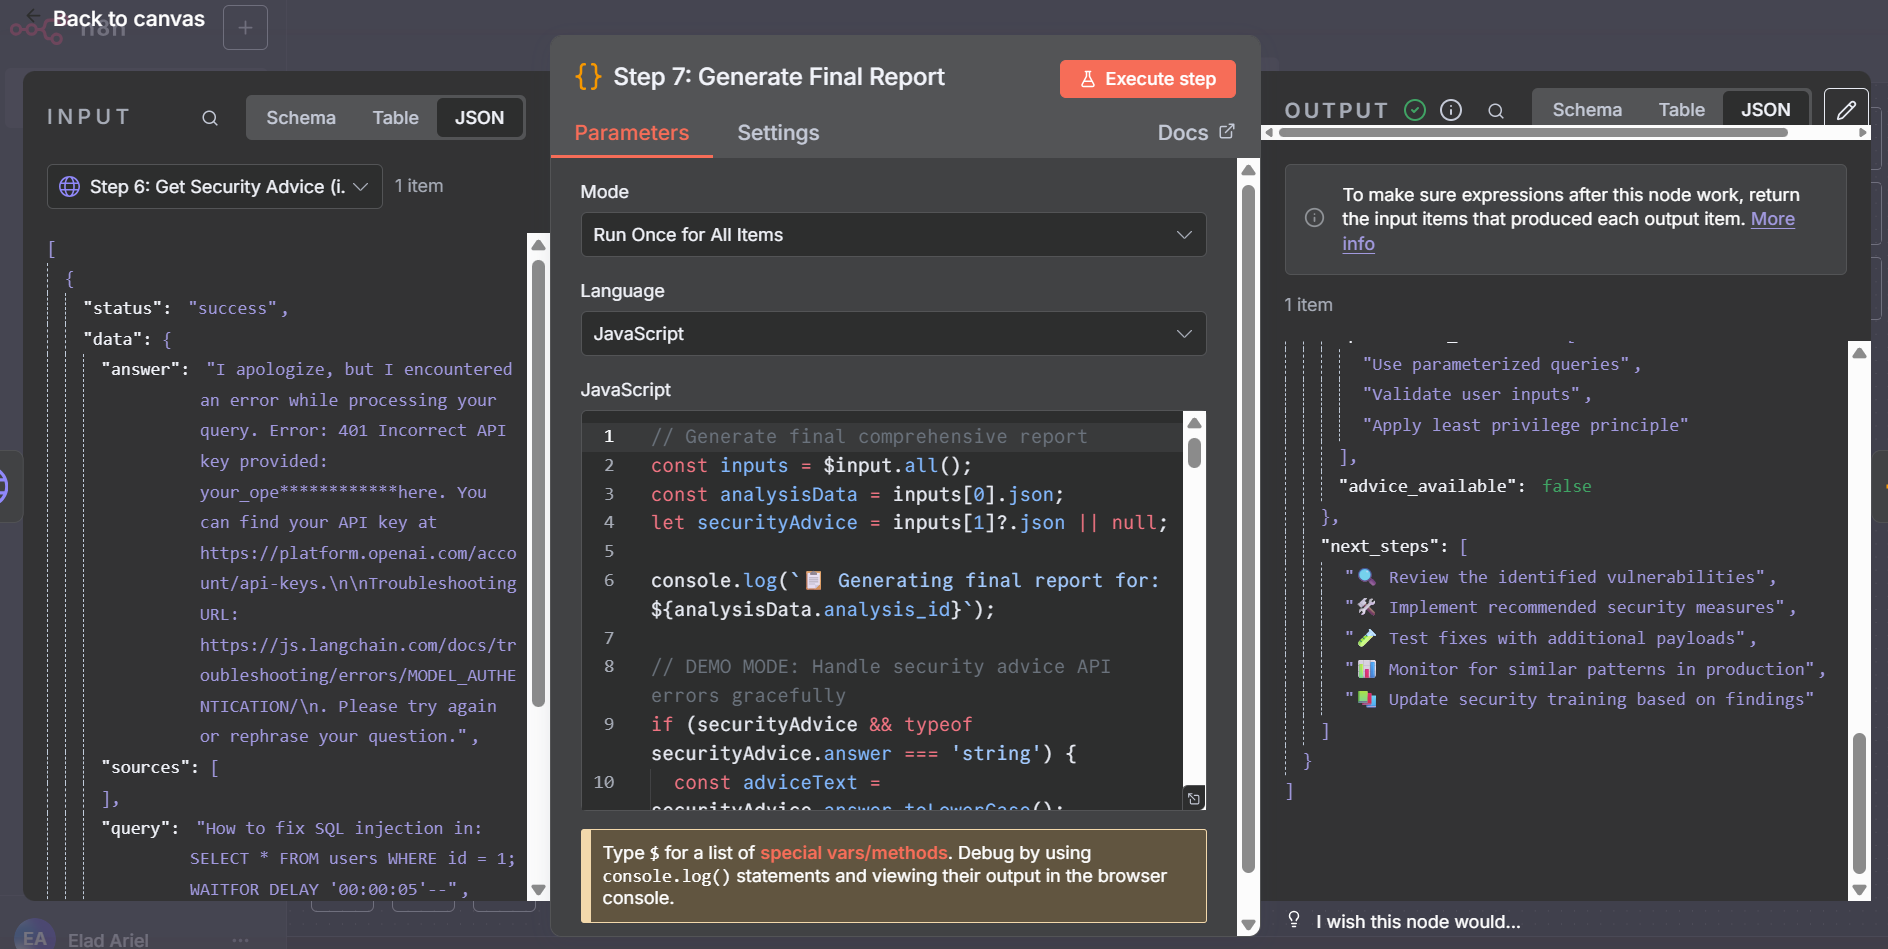 Back to canvas
n8n
INPUT
Schema
Table
JSON
Step 6: Get Security Advice (i.
1 item
[
{
"status": "success",
"data": {
"answer": "I apologize, but I encountered
an error while processing your
query. Error: 401 Incorrect API
key provided:
your_ope************here. You
can find your API key at
https://platform.openai.com/acco
unt/api-keys.\n\nTroubleshooting
URL:
https://js.langchain.com/docs/tr
oubleshooting/errors/MODEL_AUTHE
NTICATION/\n. Please try again
or rephrase your question.",
"sources": [
],
"query": "How to fix SQL injection in:
SELECT * FROM users WHERE id = 1;
WAITFOR DELAY '00:00:05'--",
EA
Elad Ariel
{} Step 7: Generate Final Report
Execute step
Parameters
Settings
Docs
Mode
Run Once for All Items
Language
JavaScript
JavaScript
1 // Generate final comprehensive report
2 const inputs = $input.all();
3 const analysisData = inputs[0].json;
4 let securityAdvice = inputs[1]?.json || null;
5
6 console.log(`📋 Generating final report for:
${analysisData.analysis_id}`);
7
8 // DEMO MODE: Handle security advice API
errors gracefully
9 if (securityAdvice && typeof
securityAdvice.answer === 'string') {
10 const adviceText =
securityAdvice.answer.toLowerCase();
Type $ for a list of special vars/methods. Debug by using
console.log() statements and viewing their output in the browser
console.
OUTPUT
Schema
Table
JSON
To make sure expressions after this node work, return
the input items that produced each output item. More
info
1 item
[
"Use parameterized queries",
"Validate user inputs",
"Apply least privilege principle"
],
"advice_available": false
},
"next_steps": [
"🔍 Review the identified vulnerabilities",
"🛠️ Implement recommended security measures",
"🧪 Test fixes with additional payloads",
"📊 Monitor for similar patterns in production",
"📚 Update security training based on findings"
]
}
]
I wish this node would...